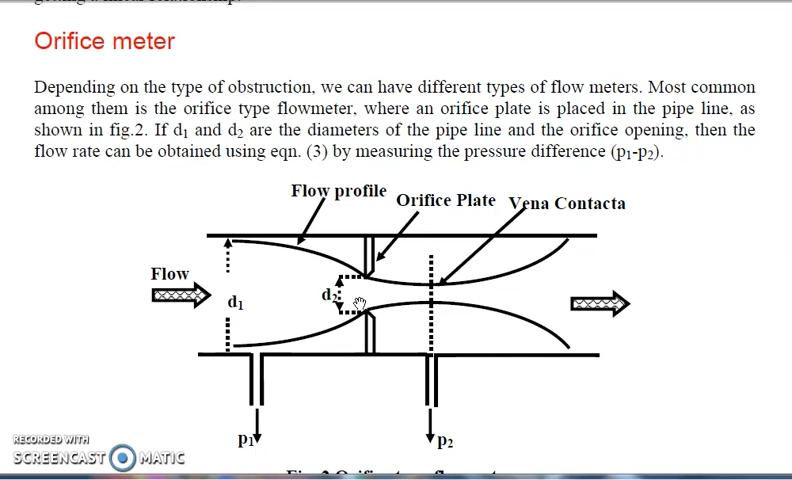 Orifice meter
Depending on the type of obstruction, we can have different types of flow meters. Most common
among them is the orifice type flowmeter, where an orifice plate is placed in the pipe line, as
shown in fig.2. If d1 and d2 are the diameters of the pipe line and the orifice opening, then the
flow rate can be obtained using eqn. (3) by measuring the pressure difference (p1-p2).
Flow profile
Orifice Plate
Vena Contacta
Flow
d1
d2
p1
p2
RECORDED WITH
SCREENCAST MATIC